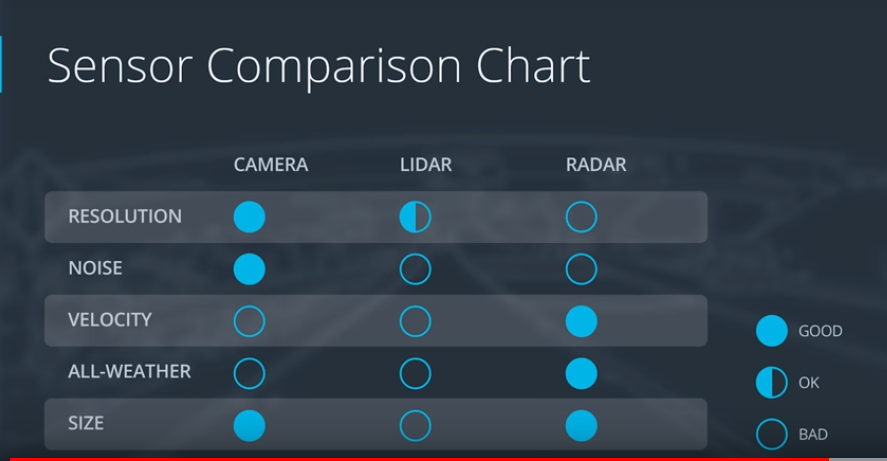 Sensor Comparison Chart
CAMERA LIDAR RADAR
RESOLUTION
NOISE
VELOCITY
ALL-WEATHER
SIZE
GOOD
OK
BAD